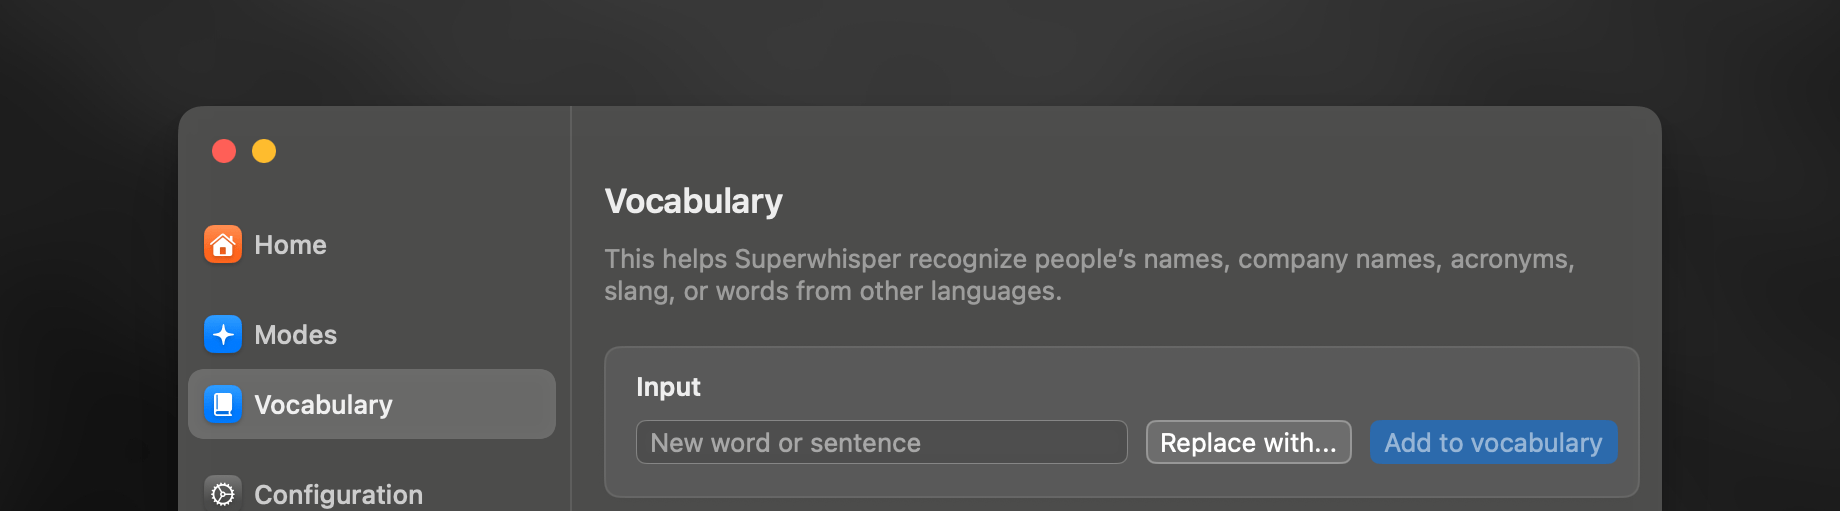 Home
Modes
Vocabulary
Configuration
Vocabulary
This helps Superwhisper recognize people’s names, company names, acronyms,
slang, or words from other languages.
Input
New word or sentence
Replace with...
Add to vocabulary